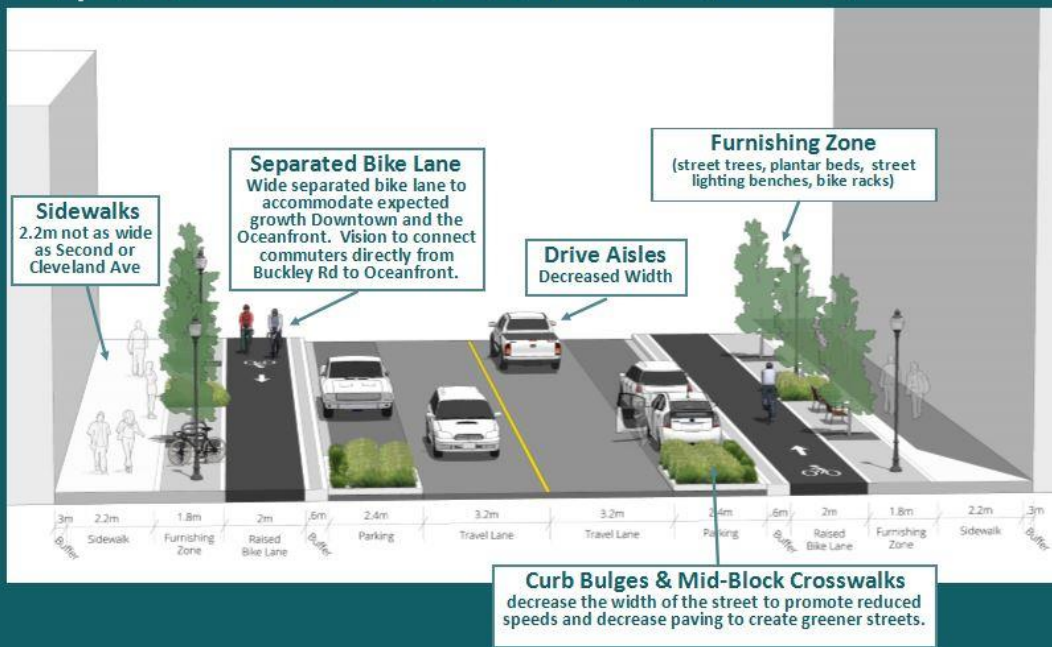 Furnishing Zone
(street trees, plantar beds, street
lighting benches, bike racks)
Separated Bike Lane
Wide separated bike lane to
accommodate expected
growth Downtown and the
Oceanfront. Vision to connect
commuters directly from
Buckley Rd to Oceanfront.
Sidewalks
2.2m not as wide
as Second or
Cleveland Ave
Drive Aisles
Decreased Width
.3m 2.2m 1.8m 2m .6m 2.4m 3.2m 3.2m 2.4m .6m 2m 1.8m 2.2m .3m
Buffer Sidewalk Furnishing Raised Buffer Parking Travel Lane Travel Lane Parking Buffer Raised Furnishing Sidewalk Buffer
Zone Bike Lane Bike Lane Zone
Curb Bulges & Mid-Block Crosswalks
decrease the width of the street to promote reduced
speeds and decrease paving to create greener streets.